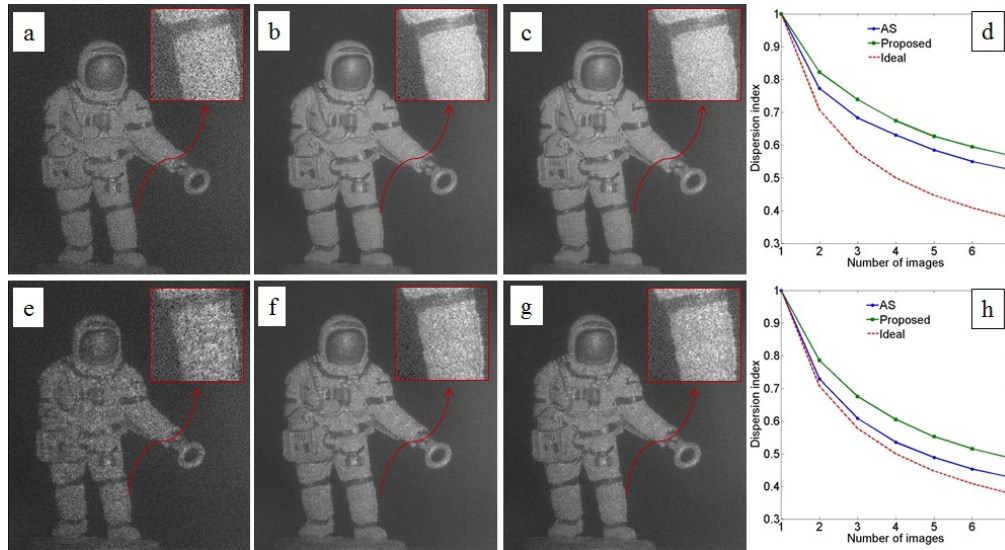 a
b
c
d
AS
Proposed
Ideal
Dispersion index
1
0.9
0.8
0.7
0.6
0.5
0.4
0.3
1 2 3 4 5 6
Number of images
e
f
g
h
AS
Proposed
Ideal
Dispersion index
1
0.9
0.8
0.7
0.6
0.5
0.4
0.3
1 2 3 4 5 6
Number of images